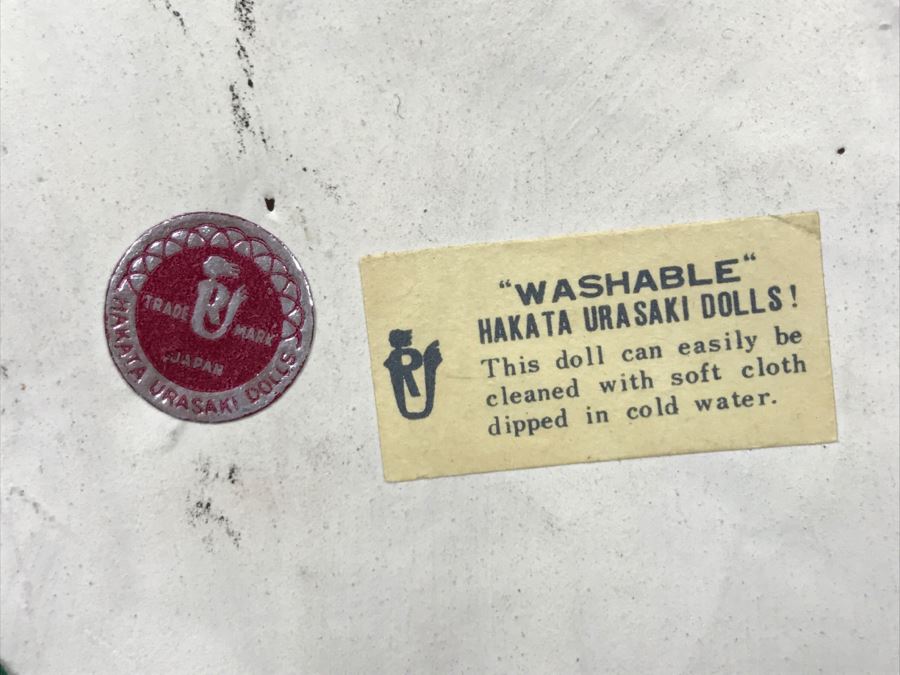 TRADE MARK
JAPAN
HAKATA URASAKI DOLLS
"WASHABLE"
HAKATA URASAKI DOLLS!
This doll can easily be
cleaned with soft cloth
dipped in cold water.